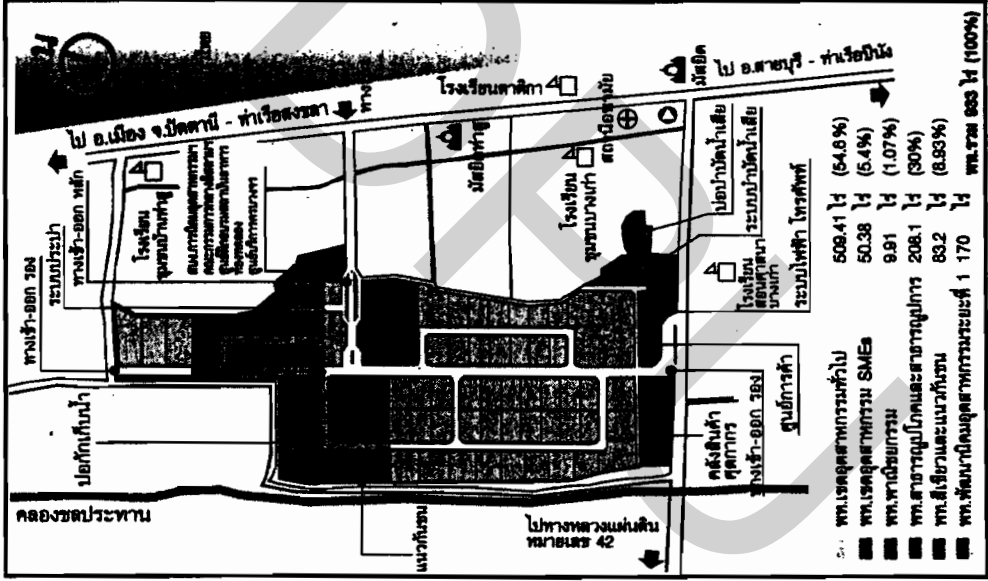 ไป อ.เมือง จ.ปัตตานี - ท่าเรือสงขลา
ไป อ.สายบุรี - ท่าเรือปีนัง
ทางเข้า-ออก รอง
ระบบประปา
ทางเข้า-ออก หลัก
โรงเรียน
ชุมชนบ้านท่าสู
โรงเรียนตาดีกา
มัสยิด
มัสยิดท่าสู
โรงเรียน
ชุมชนบางเก่า
สถานีอนามัย
บ่อบำบัดน้ำเสีย
ระบบบำบัดน้ำเสีย
โรงเรียน
สอนศาสนา
บางเก่า
ระบบไฟฟ้า โทรศัพท์
บ่อกักเก็บน้ำ
คลองชลประทาน
แนวกันชน
ไปทางหลวงแผ่นดิน
หมายเลข 42
คลังสินค้า
ศุลกากร
ทางเข้า-ออก รอง
ศูนย์การค้า
พท.เขตอุตสาหกรรมทั่วไป 509.41 ไร่ (54.6%)
พท.เขตอุตสาหกรรม SMEs 50.38 ไร่ (5.4%)
พท.พาณิชยกรรม 9.91 ไร่ (1.07%)
พท.สาธารณูปโภคและสาธารณูปการ 208.1 ไร่ (30%)
พท.สีเขียวและแนวกันชน 83.2 ไร่ (8.93%)
พท.พัฒนานิคมอุตสาหกรรมระยะที่ 1 170 ไร่
พท.รวม 933 ไร่ (100%)